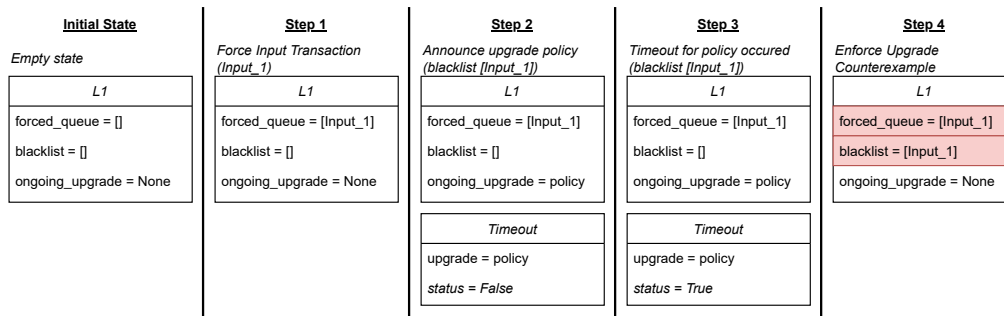 Initial State
Empty state
L1
forced_queue = []
blacklist = []
ongoing_upgrade = None
Step 1
Force Input Transaction
(Input_1)
L1
forced_queue = [Input_1]
blacklist = []
ongoing_upgrade = None
Step 2
Announce upgrade policy
(blacklist [Input_1])
L1
forced_queue = [Input_1]
blacklist = []
ongoing_upgrade = policy
Timeout
upgrade = policy
status = False
Step 3
Timeout for policy occured
(blacklist [Input_1])
L1
forced_queue = [Input_1]
blacklist = []
ongoing_upgrade = policy
Timeout
upgrade = policy
status = True
Step 4
Enforce Upgrade
Counterexample
L1
forced_queue = [Input_1]
blacklist = [Input_1]
ongoing_upgrade = None